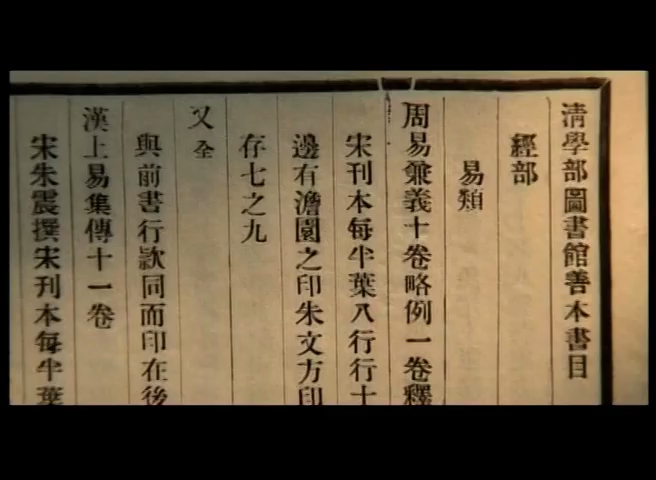 清學部圖書館善本書目
經部
易類
周易兼義十卷略例一卷釋
宋刊本每半葉八行行十
邊有澹園之印朱文方印
存七之九
又全
與前書行款同而印在後
漢上易集傳十一卷
宋朱震撰宋刊本每半葉